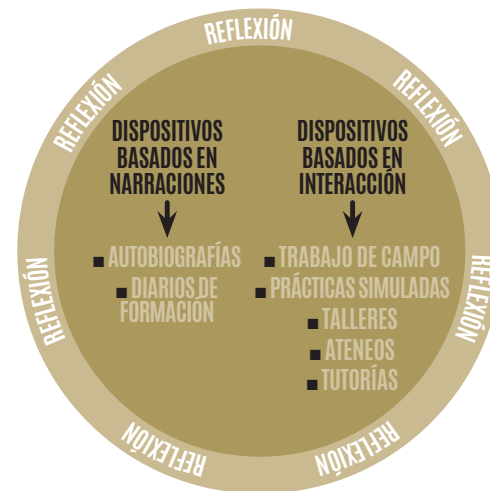 REFLEXIÓN
REFLEXIÓN
REFLEXIÓN
DISPOSITIVOS
BASADOS EN
NARRACIONES
■ AUTOBIOGRAFÍAS
■ DIARIOS DE
FORMACIÓN
DISPOSITIVOS
BASADOS EN
INTERACCIÓN
■ TRABAJO DE CAMPO
■ PRÁCTICAS SIMULADAS
■ TALLERES
■ ATENEOS
■ TUTORÍAS
REFLEXIÓN
REFLEXIÓN
REFLEXIÓN
REFLEXIÓN